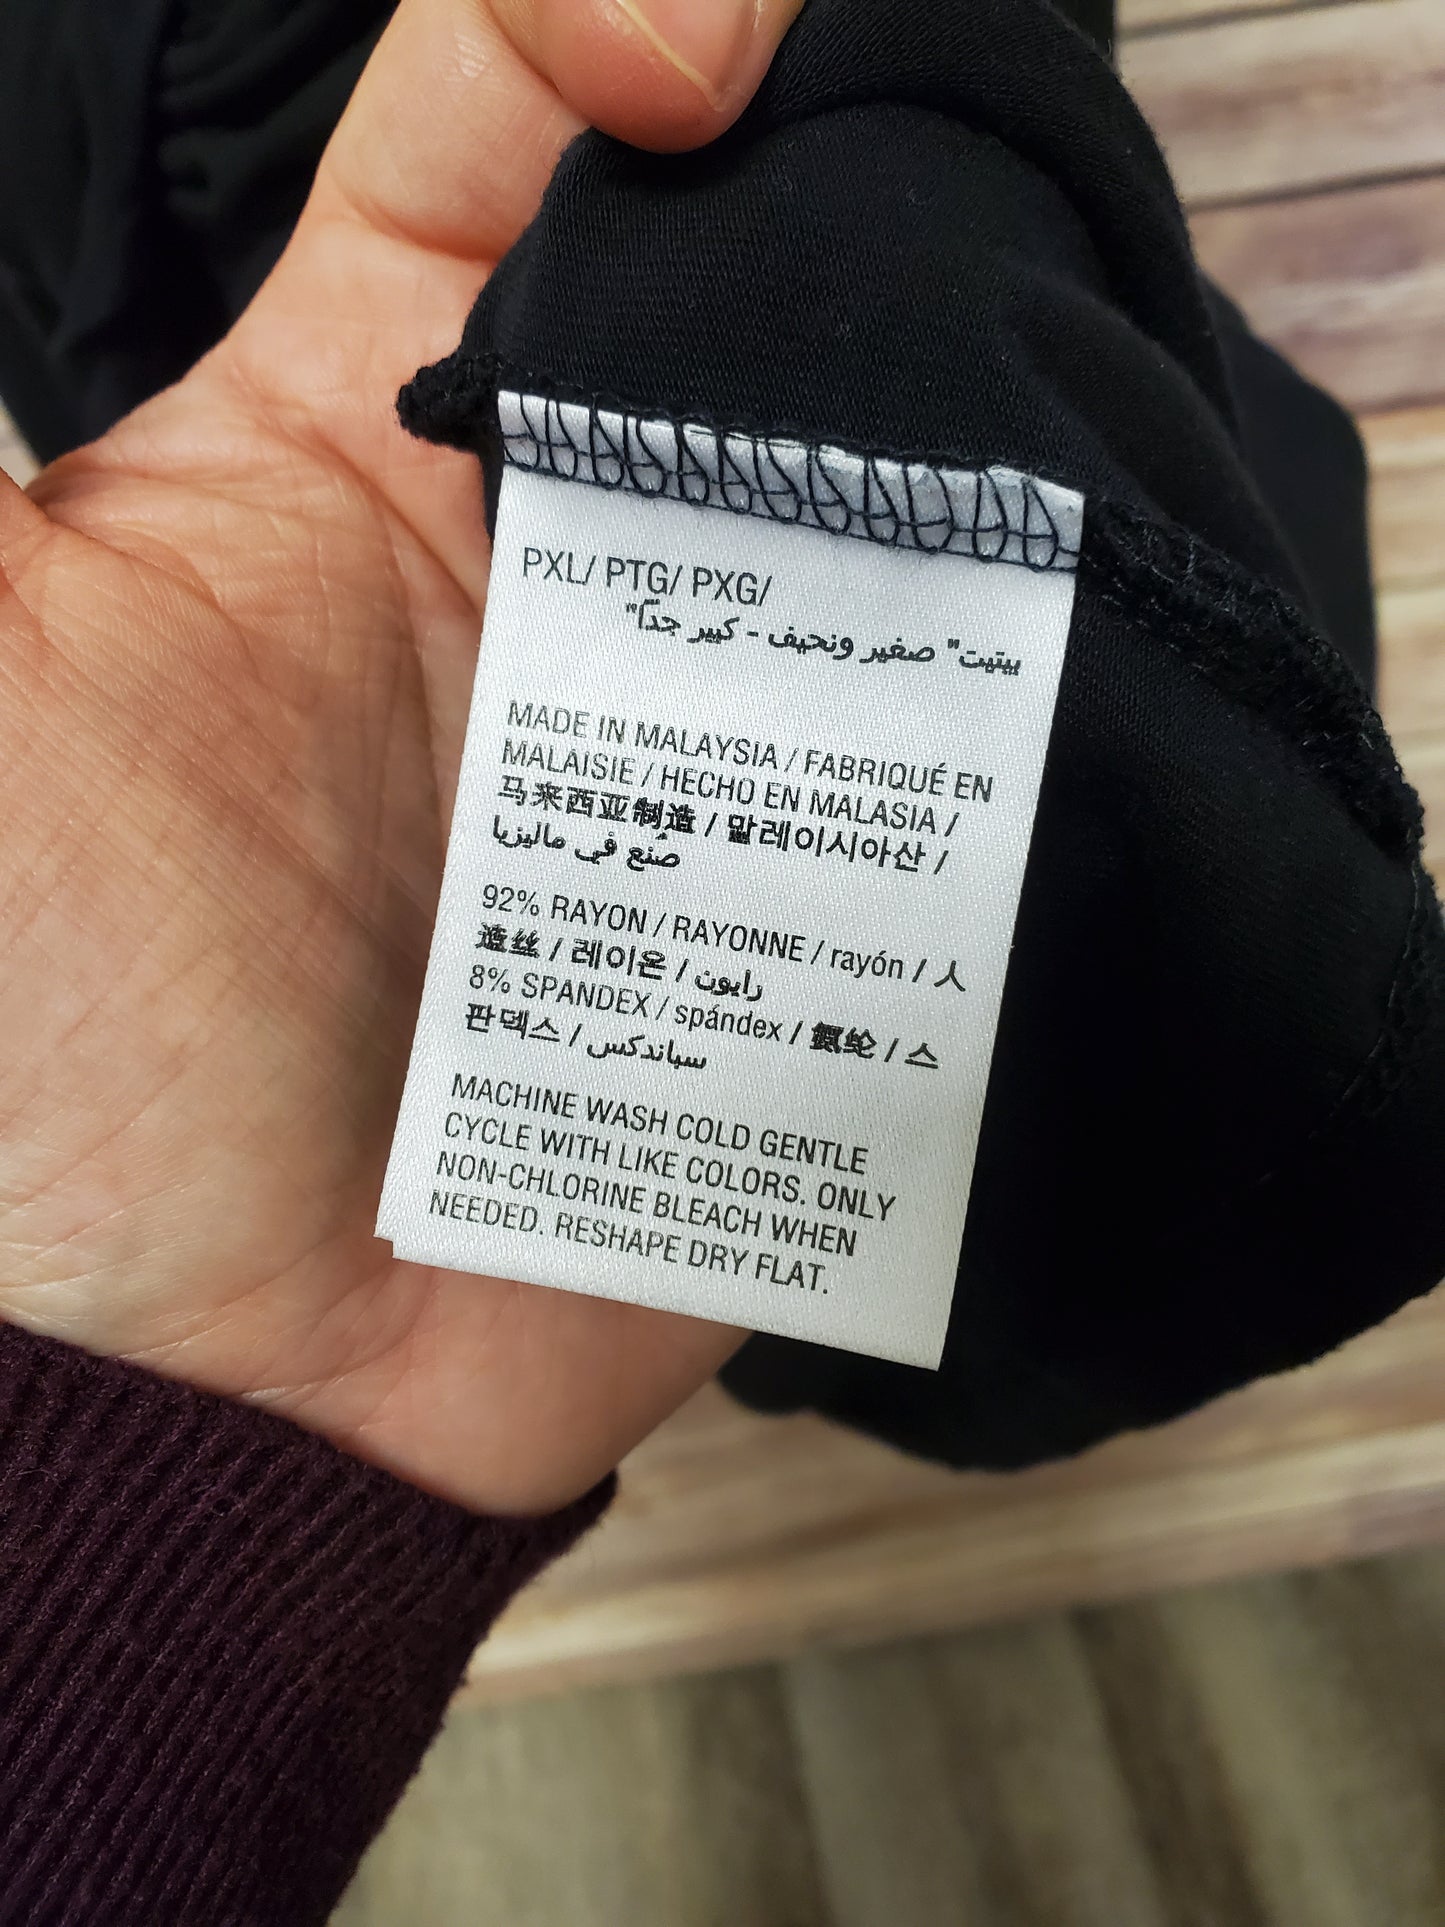 PXL/ PTG/ PXG/
بيتيت" صغير ونحيف - كبير جدًا"
MADE IN MALAYSIA / FABRIQUÉ EN
MALAISIE / HECHO EN MALASIA /
马来西亚制造 / 말레이시아산 /
صُنع في ماليزيا
92% RAYON / RAYONNE / rayón / 人
造丝 / 레이온 / رايون
8% SPANDEX / spándex / 氨纶 / 스
판덱스 / سباندكس
MACHINE WASH COLD GENTLE
CYCLE WITH LIKE COLORS. ONLY
NON-CHLORINE BLEACH WHEN
NEEDED. RESHAPE DRY FLAT.